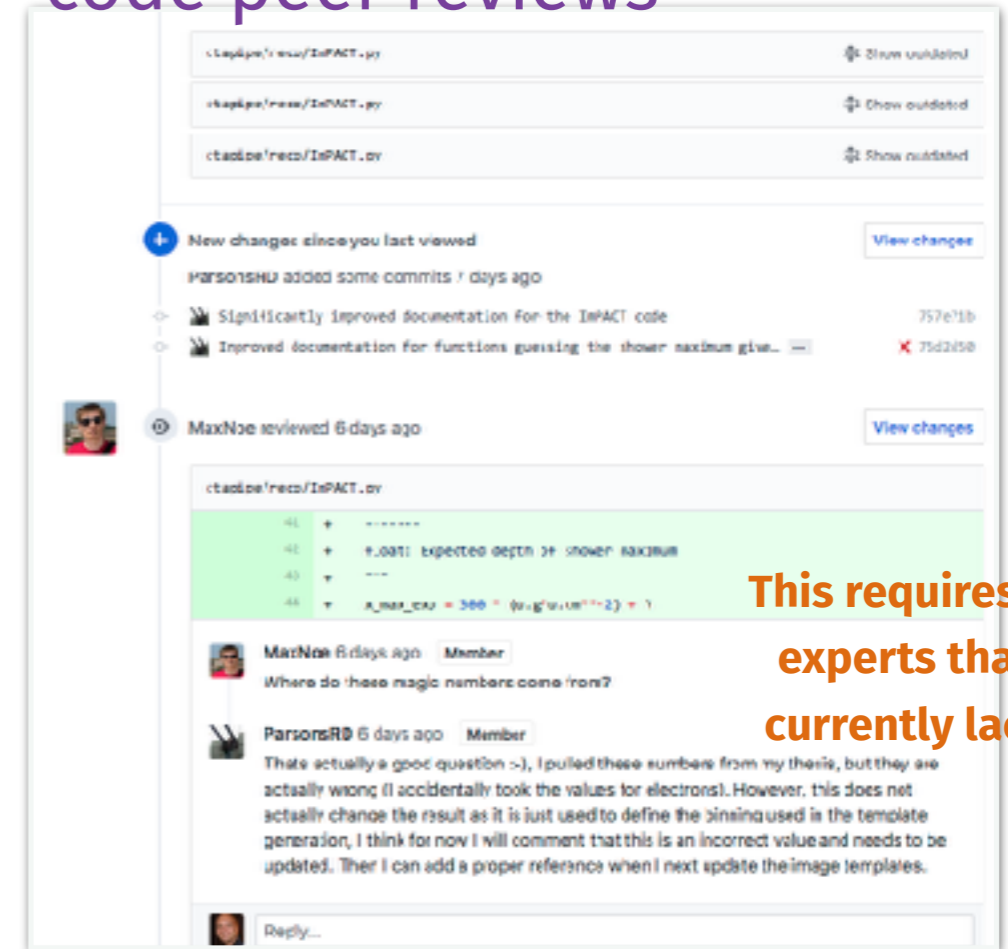 code peer reviews
ctapipe/reco/ImPACT.py Show outdated
ctapipe/reco/ImPACT.py Show outdated
ctapipe/reco/ImPACT.py Show outdated
New changes since you last viewed View changes
ParsonsRD added some commits 7 days ago
Significantly improved documentation for the ImPACT code
Improved documentation for functions guessing the shower maximum give…
MaxNoe reviewed 6 days ago View changes
ctapipe/reco/ImPACT.py
41 + -------
42 + float: Expected depth of shower maximum
43 + """
44 + x_max_exp = 300 *
This requires
experts tha
currently lac
MaxNoe 6 days ago Member
Where do these magic numbers come from?
ParsonsRD 6 days ago Member
Thats actually a good question :-), I pulled these numbers from my thesis, but they are
actually wrong (I accidentally took the values for electrons). However, this does not
actually change the result as it is just used to define the binning used in the template
generation, I think for now I will comment that this is an incorrect value and needs to be
updated. Then I can add a proper reference when I next update the image templates.
Reply...